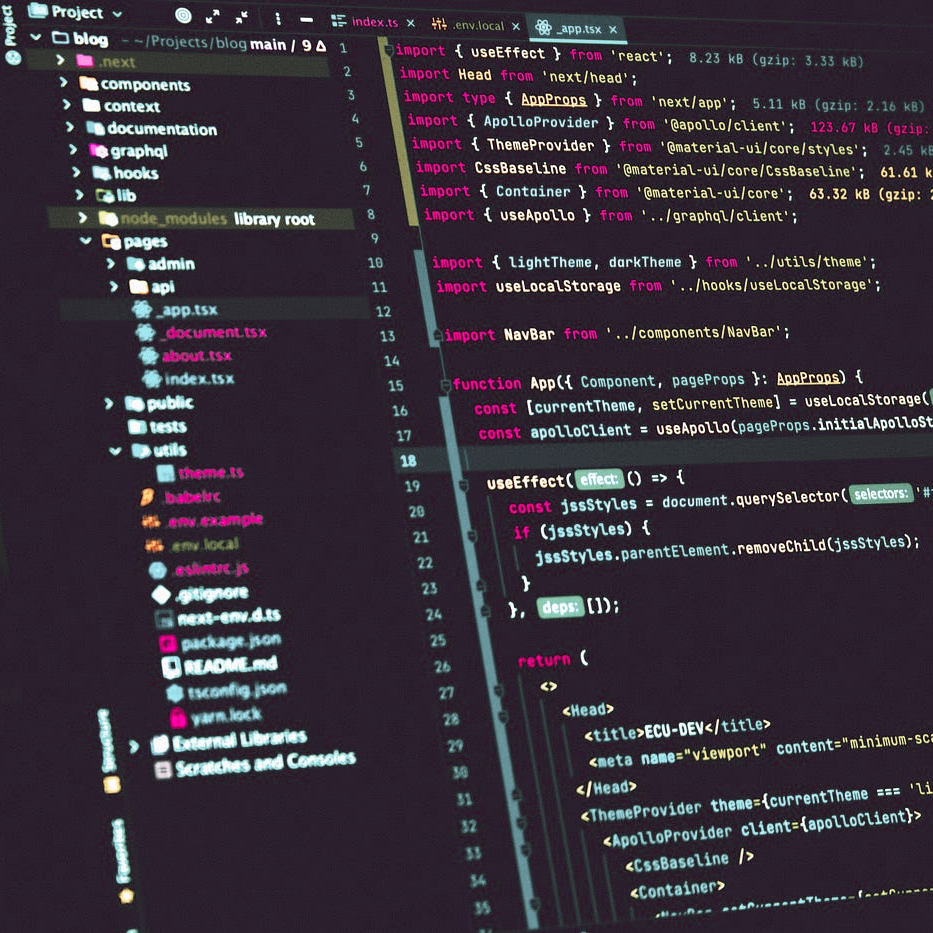 Project
Project
index.ts
.env.local
_app.tsx
blog ~/Projects/blog main / 9 Δ
.next
components
context
documentation
graphql
hooks
lib
node_modules library root
pages
admin
api
_app.tsx
_document.tsx
about.tsx
index.tsx
public
tests
utils
theme.ts
.babelrc
.env.example
.env.local
.eslintrc.js
.gitignore
next-env.d.ts
package.json
README.md
tsconfig.json
yarn.lock
External Libraries
Scratches and Consoles
Structure
Favorites
1 import { useEffect } from 'react'; 8.23 kB (gzip: 3.33 kB)
2 import Head from 'next/head';
3 import type { AppProps } from 'next/app'; 5.11 kB (gzip: 2.16 kB)
4 import { ApolloProvider } from '@apollo/client'; 123.67 kB (gzip:
5 import { ThemeProvider } from '@material-ui/core/styles'; 2.45 kB
6 import CssBaseline from '@material-ui/core/CssBaseline'; 61.61 k
7 import { Container } from '@material-ui/core'; 63.32 kB (gzip: 2
8 import { useApollo } from '../graphql/client';
9
10 import { lightTheme, darkTheme } from '../utils/theme';
11 import useLocalStorage from '../hooks/useLocalStorage';
12
13 import NavBar from '../components/NavBar';
14
15 function App({ Component, pageProps }: AppProps) {
16 const [currentTheme, setCurrentTheme] = useLocalStorage(
17 const apolloClient = useApollo(pageProps.initialApolloSt
18
19 useEffect( effect: () => {
20 const jssStyles = document.querySelector( selectors: '#
21 if (jssStyles) {
22 jssStyles.parentElement.removeChild(jssStyles);
23 }
24 }, deps: []);
25
26 return (
27 <>
28 <Head>
29 <title>ECU-DEV</title>
30 <meta name="viewport" content="minimum-sca
31 </Head>
32 <ThemeProvider theme={currentTheme === 'li
33 <ApolloProvider client={apolloClient}>
34 <CssBaseline />
35 <Container>